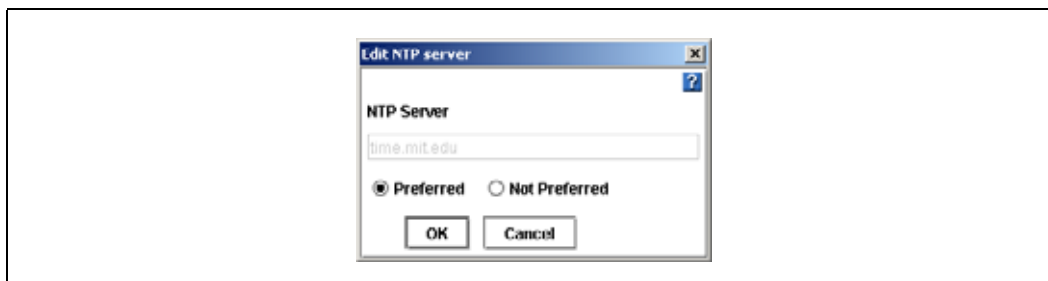 Edit NTP server
?
NTP Server
time.mit.edu
Preferred Not Preferred
OK Cancel